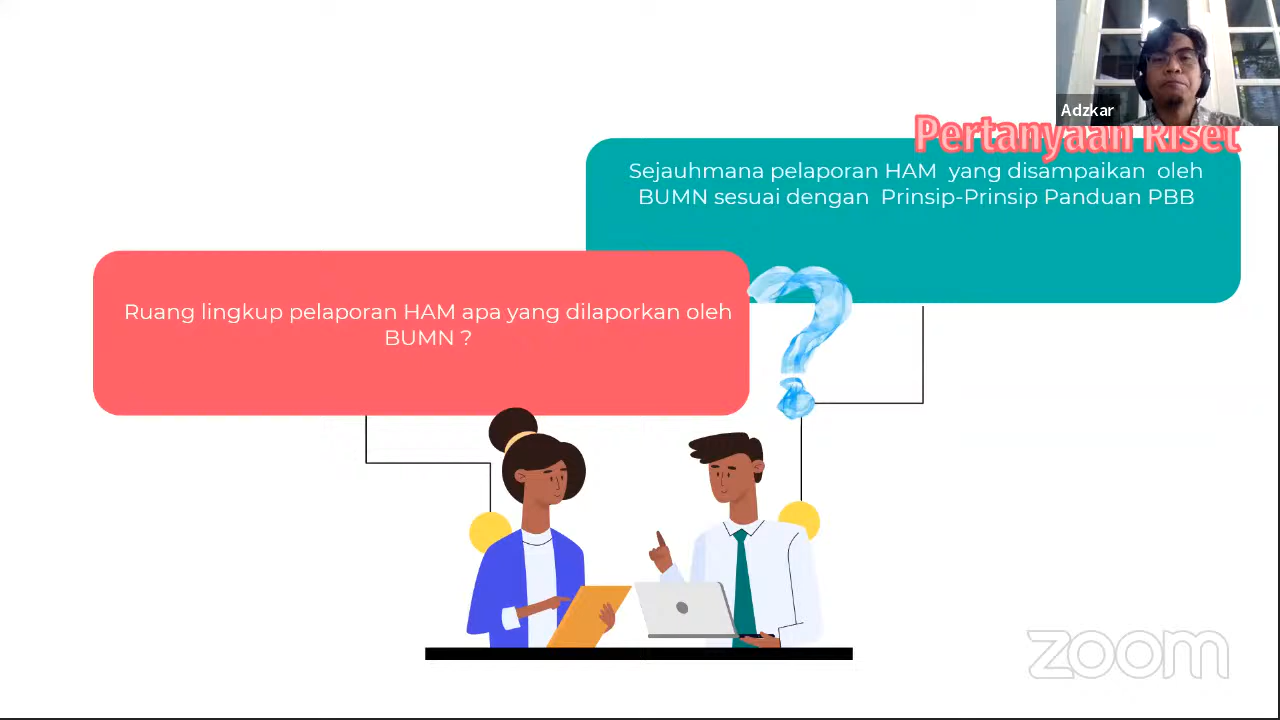 Adzkar
Pertanyaan Riset
Sejauhmana pelaporan HAM yang disampaikan oleh
BUMN sesuai dengan Prinsip-Prinsip Panduan PBB
Ruang lingkup pelaporan HAM apa yang dilaporkan oleh
BUMN ?
zoom